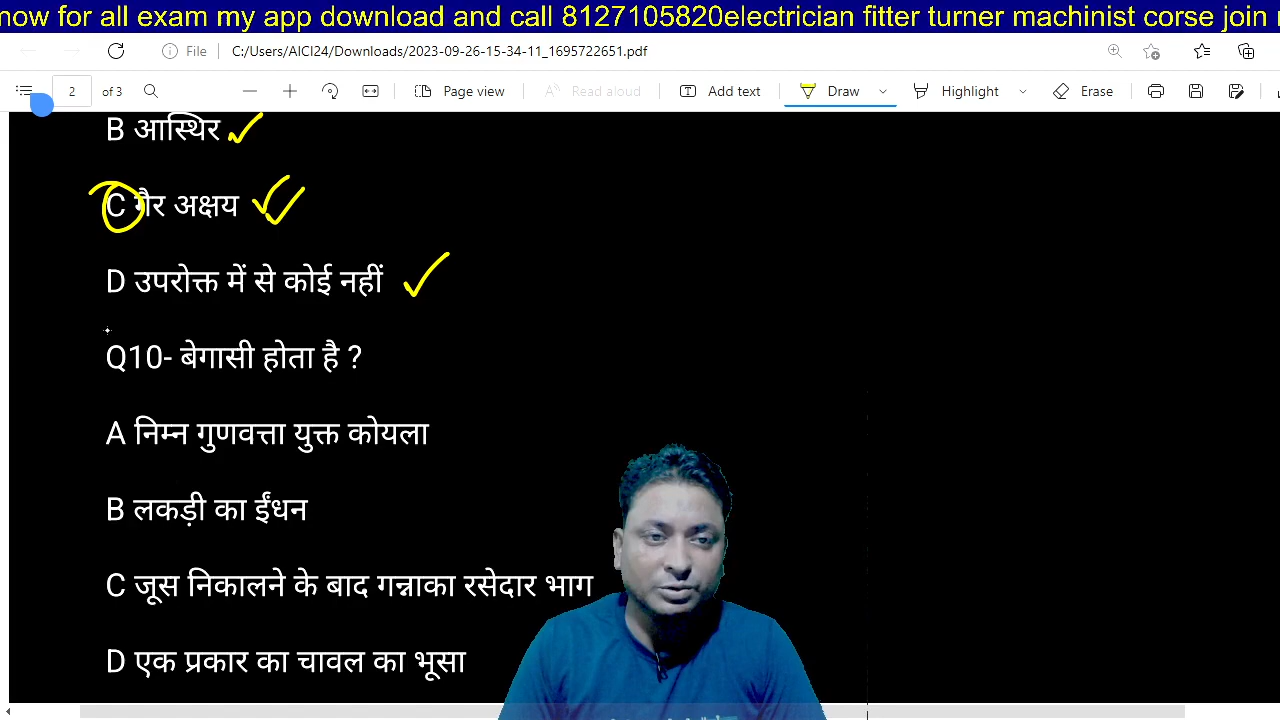 now for all exam my app download and call 8127105820electrician fitter turner machinist corse join
File
C:/Users/AICI24/Downloads/2023-09-26-15-34-11_1695722651.pdf
2 of 3
Page view
Read aloud
Add text
Draw
Highlight
Erase
B आस्थिर
C गैर अक्षय
D उपरोक्त में से कोई नहीं
Q10- बेगासी होता है ?
A निम्न गुणवत्ता युक्त कोयला
B लकड़ी का ईंधन
C जूस निकालने के बाद गन्नाका रसेदार भाग
D एक प्रकार का चावल का भूसा